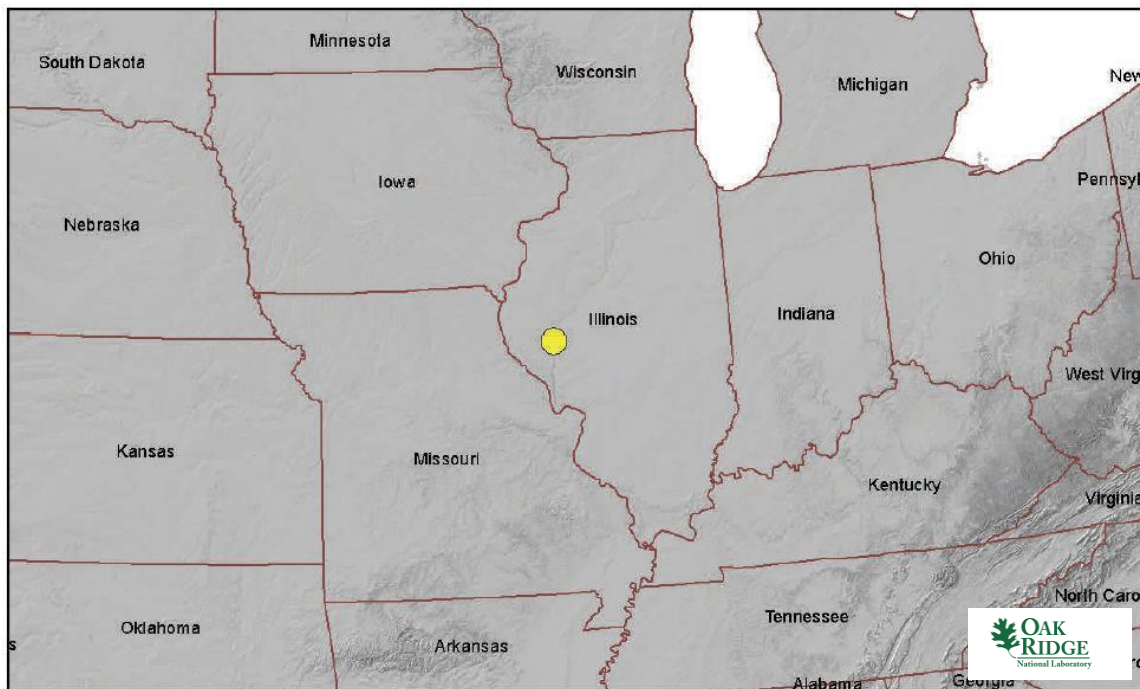 Minnesota
South Dakota
Wisconsin
Michigan
New
Iowa
Pennsyl
Nebraska
Ohio
Illinois
Indiana
West Virg
Kansas
Missouri
Kentucky
Virginia
North Caro
Tennessee
Oklahoma
s
Arkansas
OAK
RIDGE
National Laboratory
Alabama
Georgia